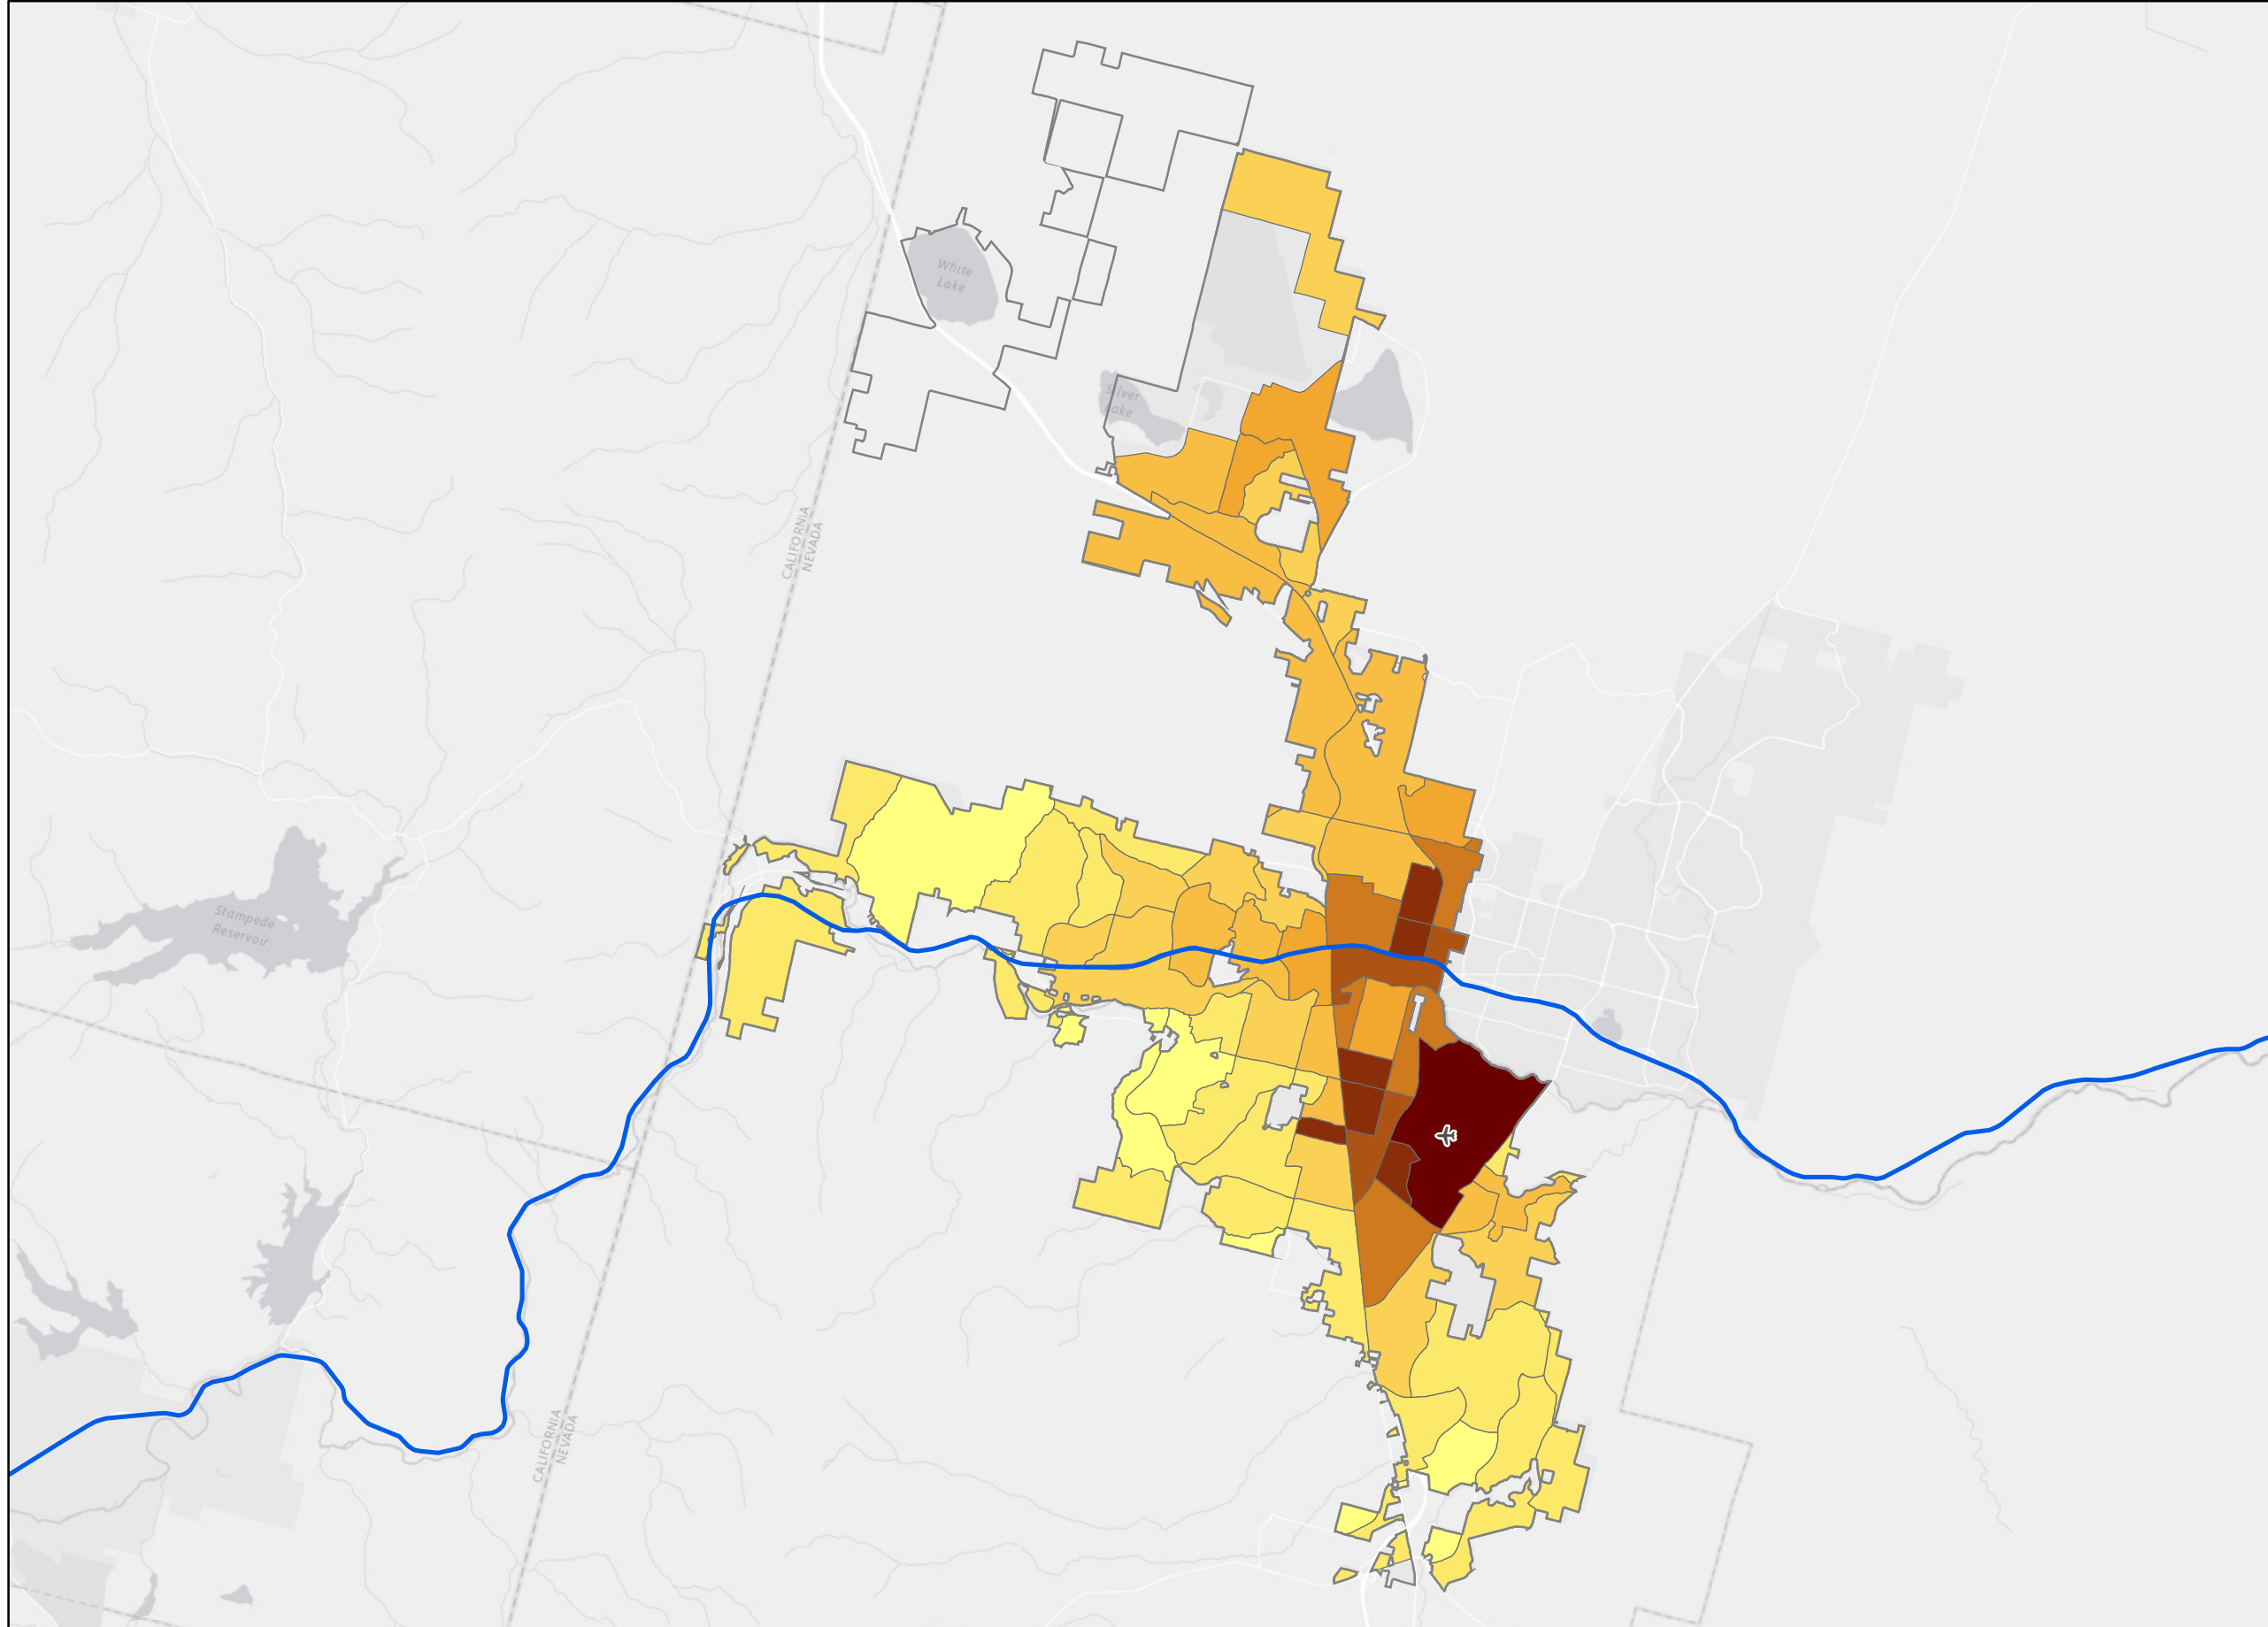 White
Lake
Silver
Lake
CALIFORNIA
NEVADA
Stampede
Reservoir
CALIFORNIA
NEVADA